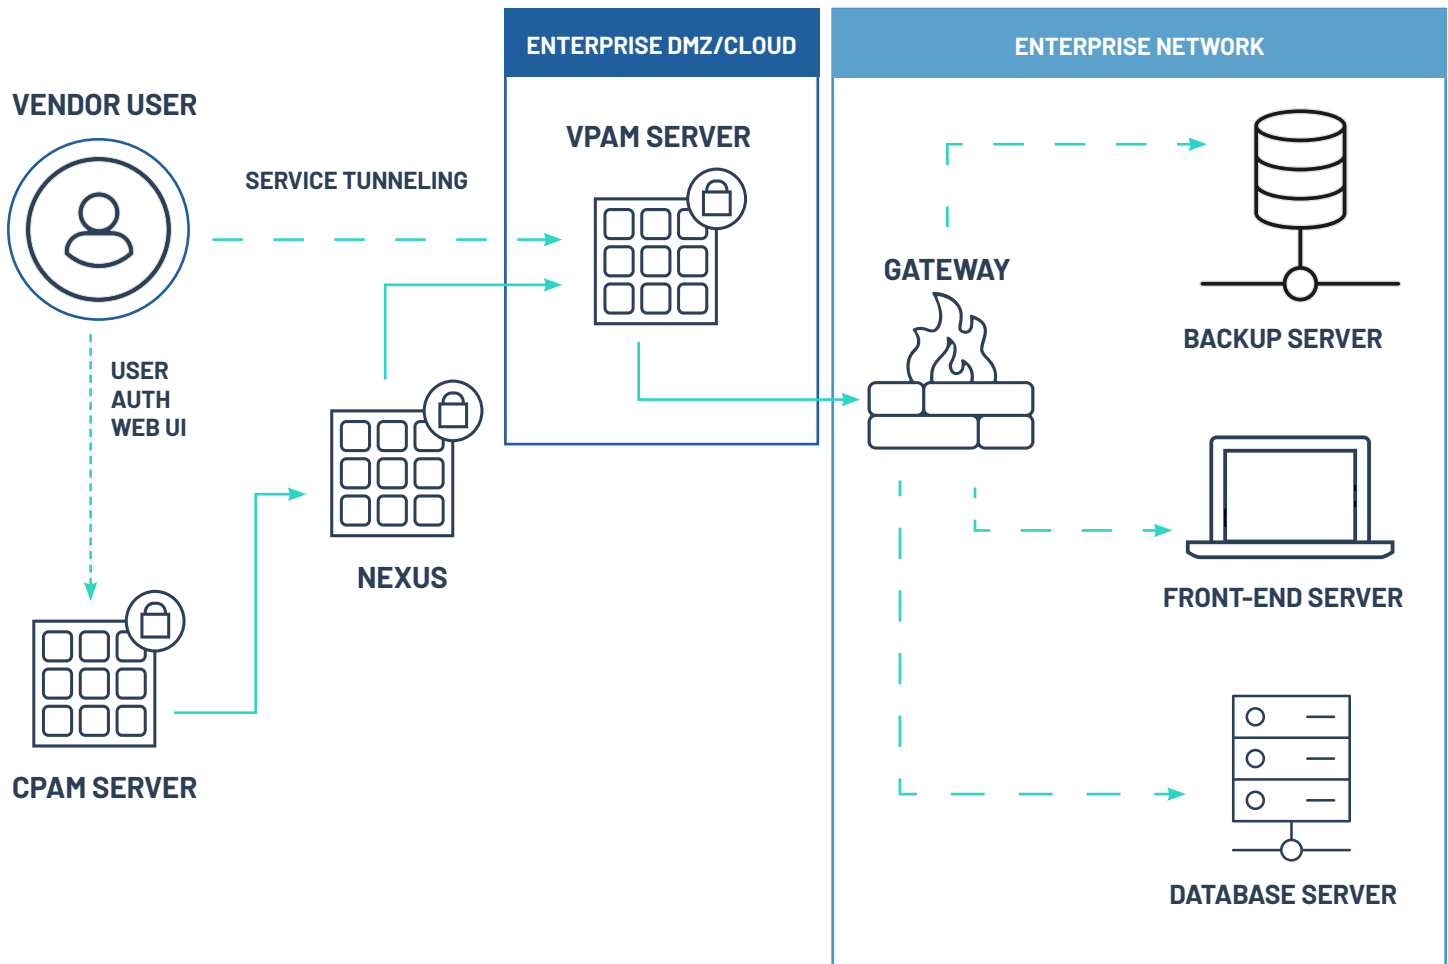 ENTERPRISE DMZ/CLOUD
ENTERPRISE NETWORK
VENDOR USER
VPAM SERVER
SERVICE TUNNELING
GATEWAY
BACKUP SERVER
USER
AUTH
WEB UI
NEXUS
FRONT-END SERVER
CPAM SERVER
DATABASE SERVER